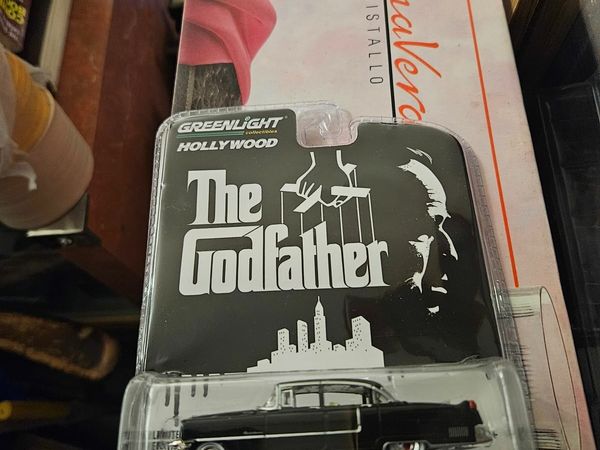 GREENLIGHT
collectibles
HOLLYWOOD
The
Godfather
ISTALLO